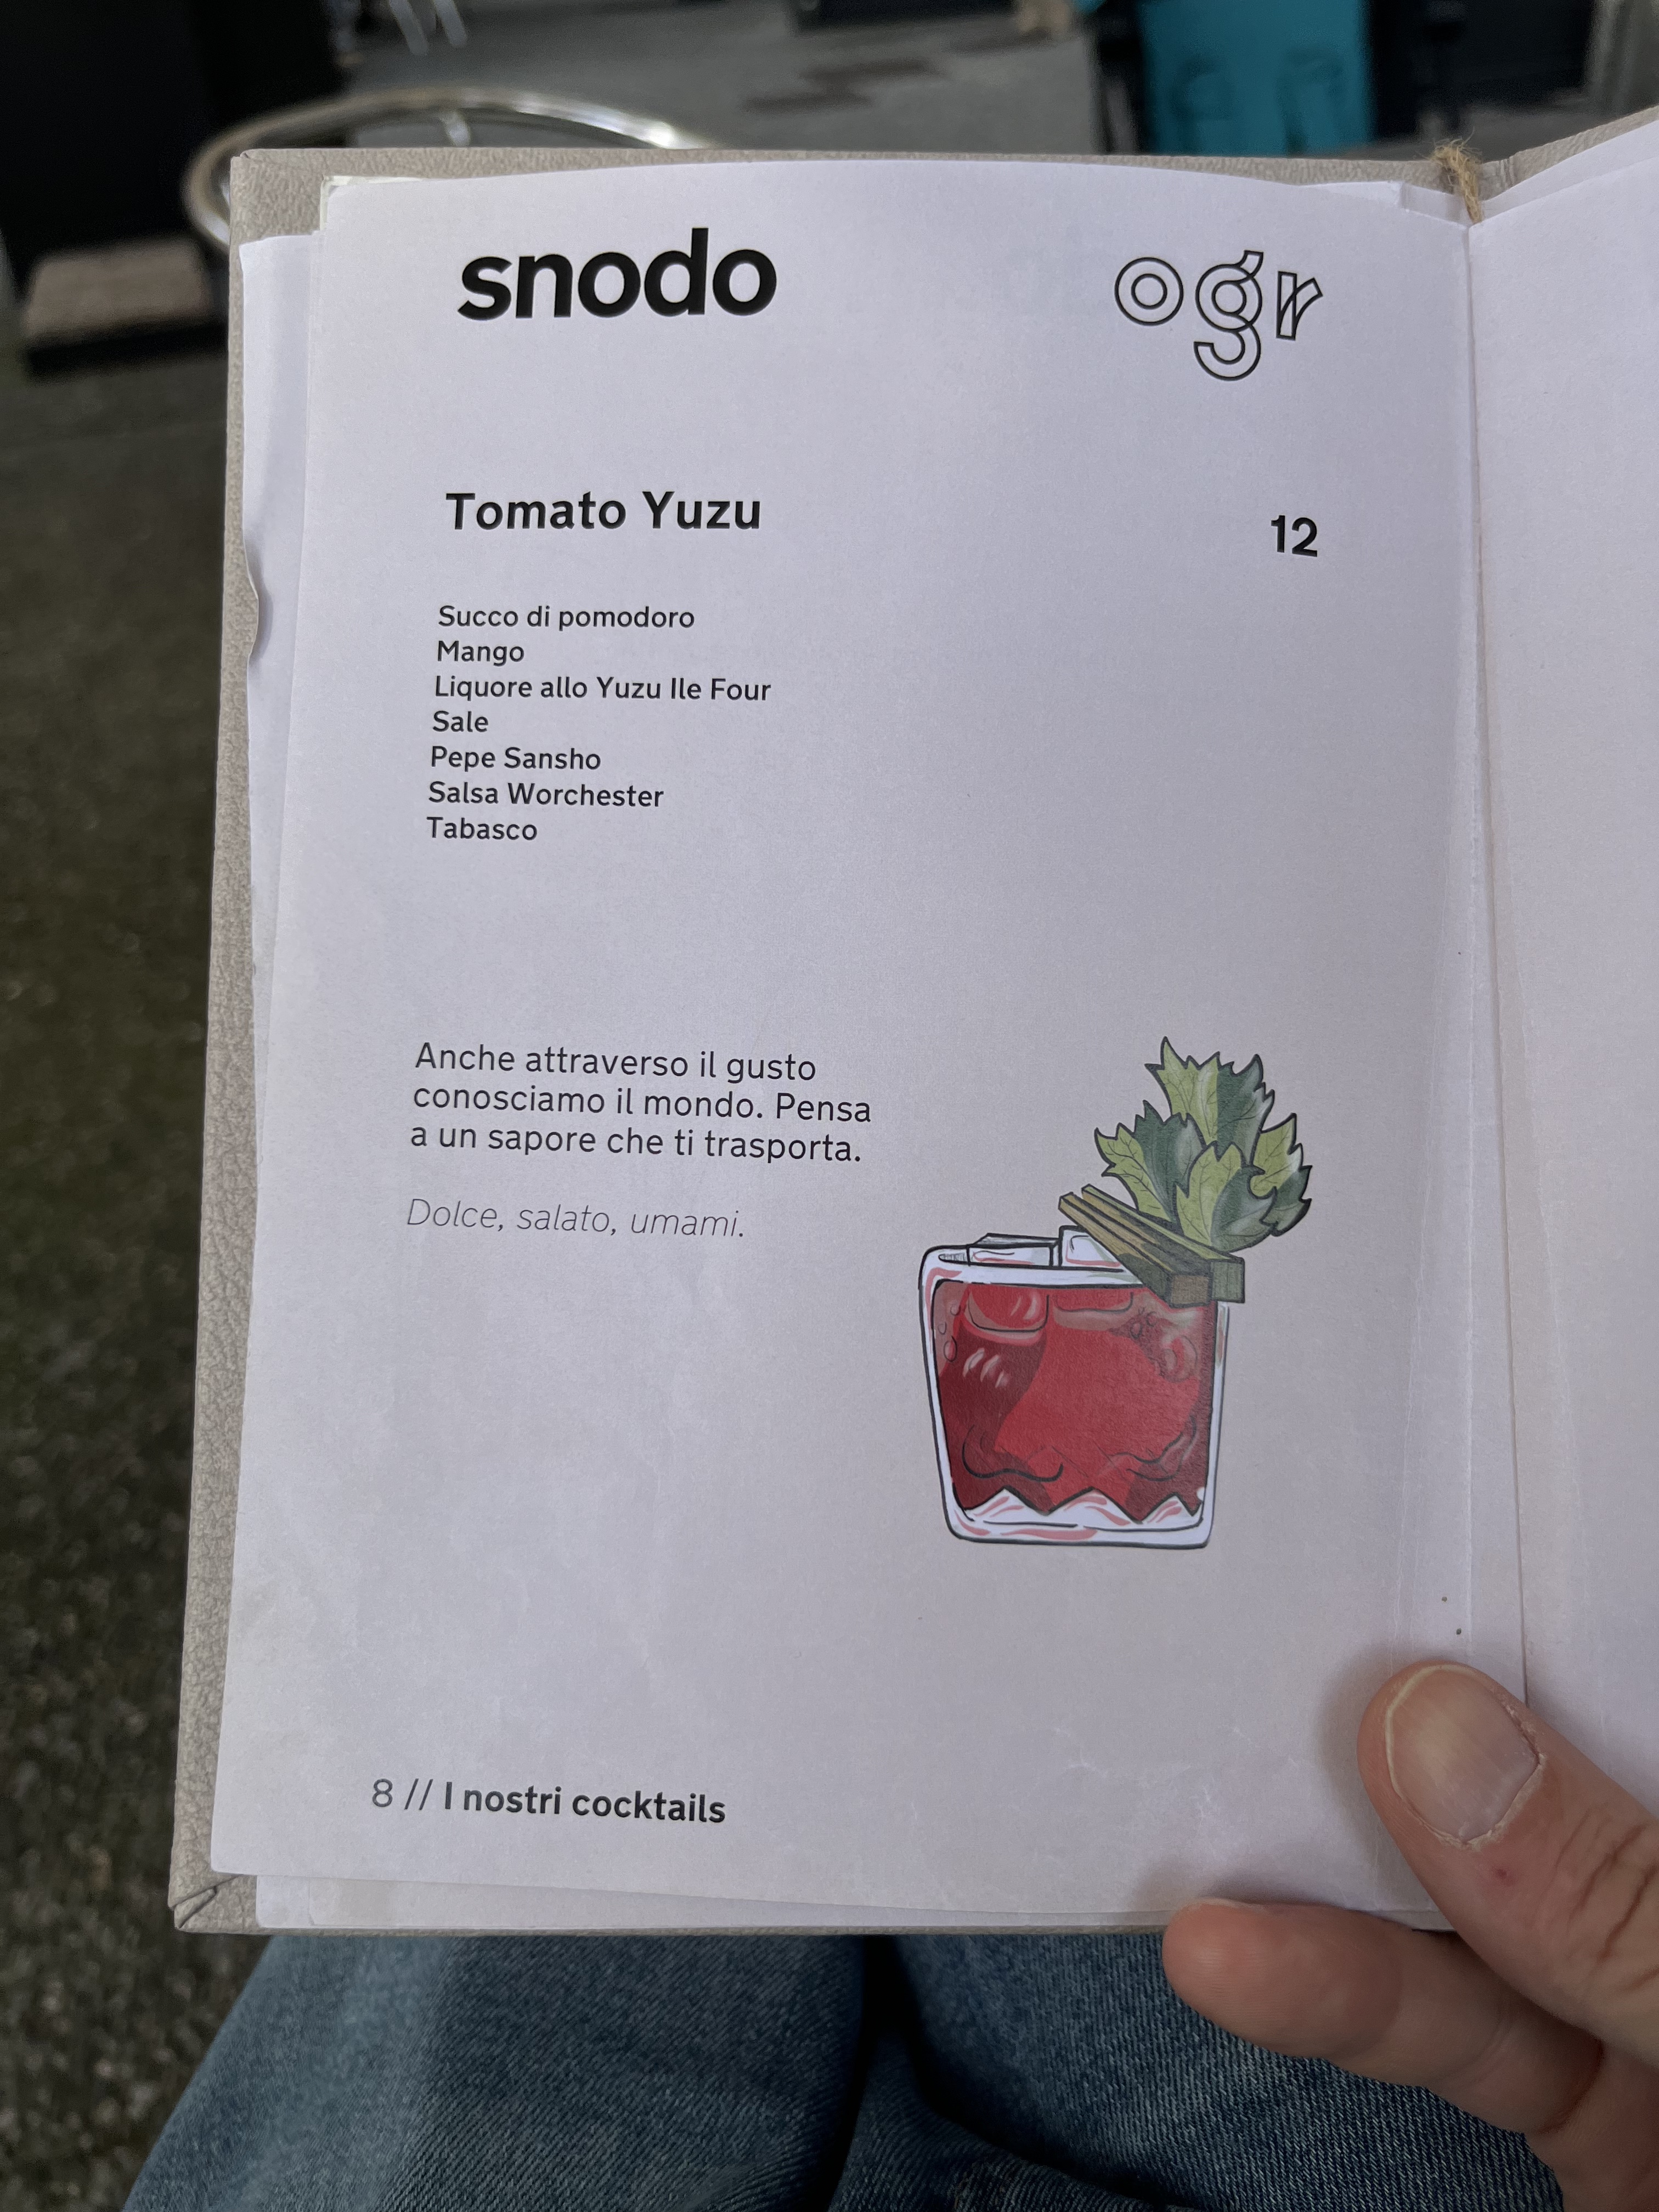 snodo
ogr
Tomato Yuzu
12
Succo di pomodoro
Mango
Liquore allo Yuzu Ile Four
Sale
Pepe Sansho
Salsa Worchester
Tabasco
Anche attraverso il gusto
conosciamo il mondo. Pensa
a un sapore che ti trasporta.
Dolce, salato, umami.
8 // I nostri cocktails